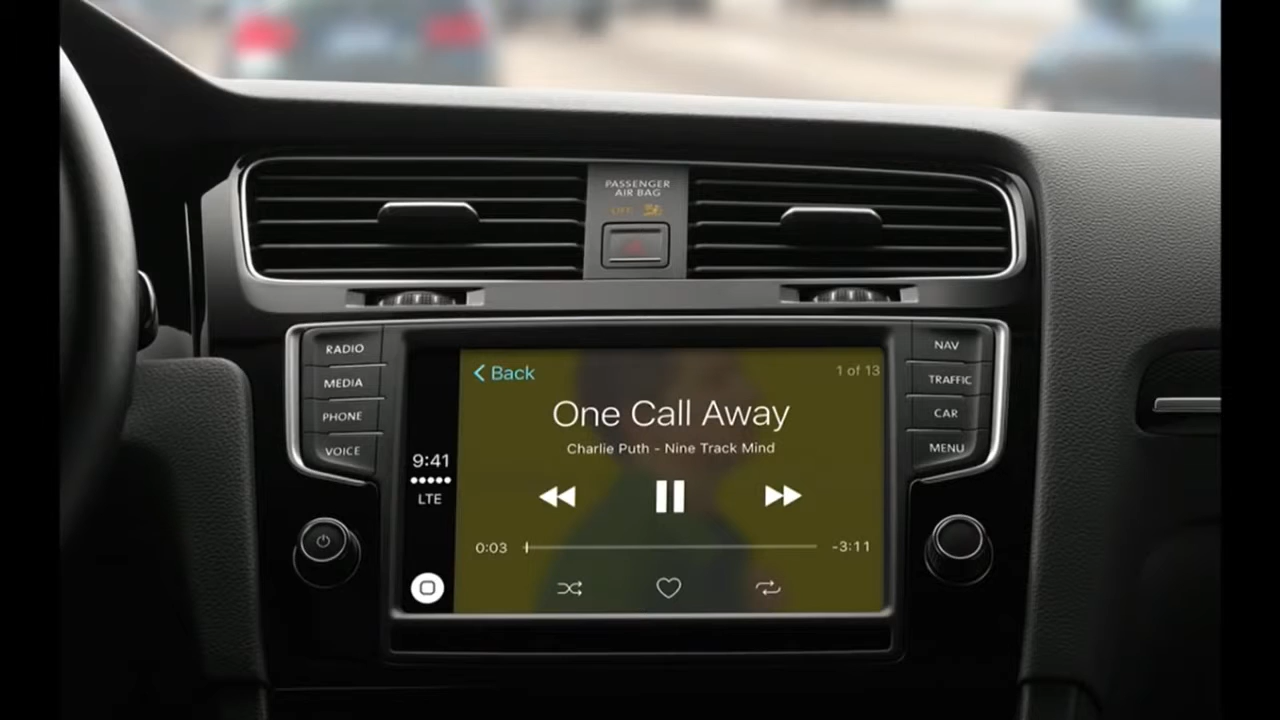 PASSENGER
AIR BAG
OFF
RADIO
MEDIA
PHONE
VOICE
NAV
TRAFFIC
CAR
MENU
9:41
LTE
Back
1 of 13
One Call Away
Charlie Puth - Nine Track Mind
0:03
-3:11